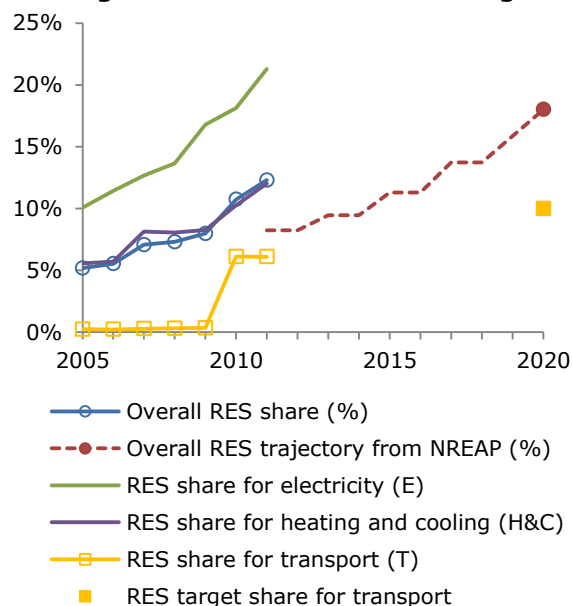 25%
20%
15%
10%
5%
0%
2005 2010 2015 2020
Overall RES share (%)
Overall RES trajectory from NREAP (%)
RES share for electricity (E)
RES share for heating and cooling (H&C)
RES share for transport (T)
RES target share for transport